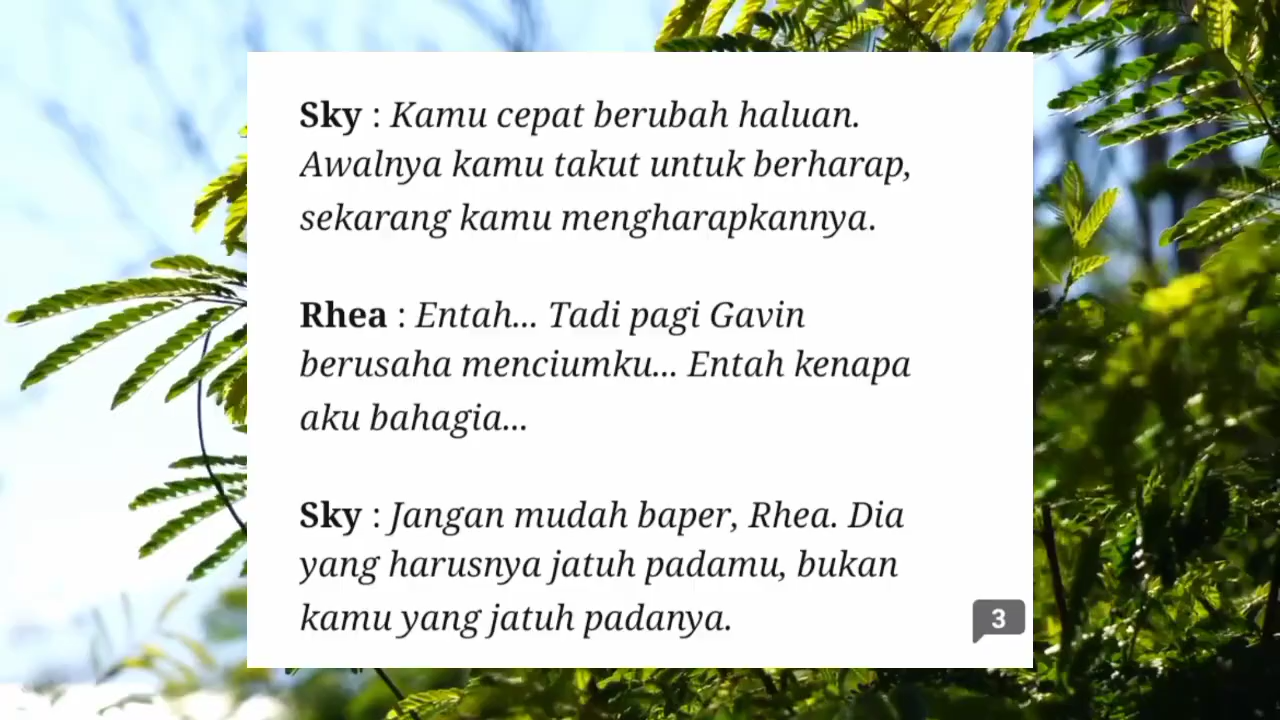 Sky : Kamu cepat berubah haluan.
Awalnya kamu takut untuk berharap,
sekarang kamu mengharapkannya.
Rhea : Entah... Tadi pagi Gavin
berusaha menciumku... Entah kenapa
aku bahagia...
Sky : Jangan mudah baper, Rhea. Dia
yang harusnya jatuh padamu, bukan
kamu yang jatuh padanya.
3